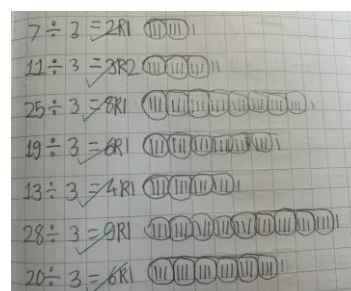 7 ÷ 3 = 2R1
11 ÷ 3 = 3R2
25 ÷ 3 = 8R1
19 ÷ 3 = 6R1
13 ÷ 3 = 4R1
28 ÷ 3 = 9R1
20 ÷ 3 = 6R1